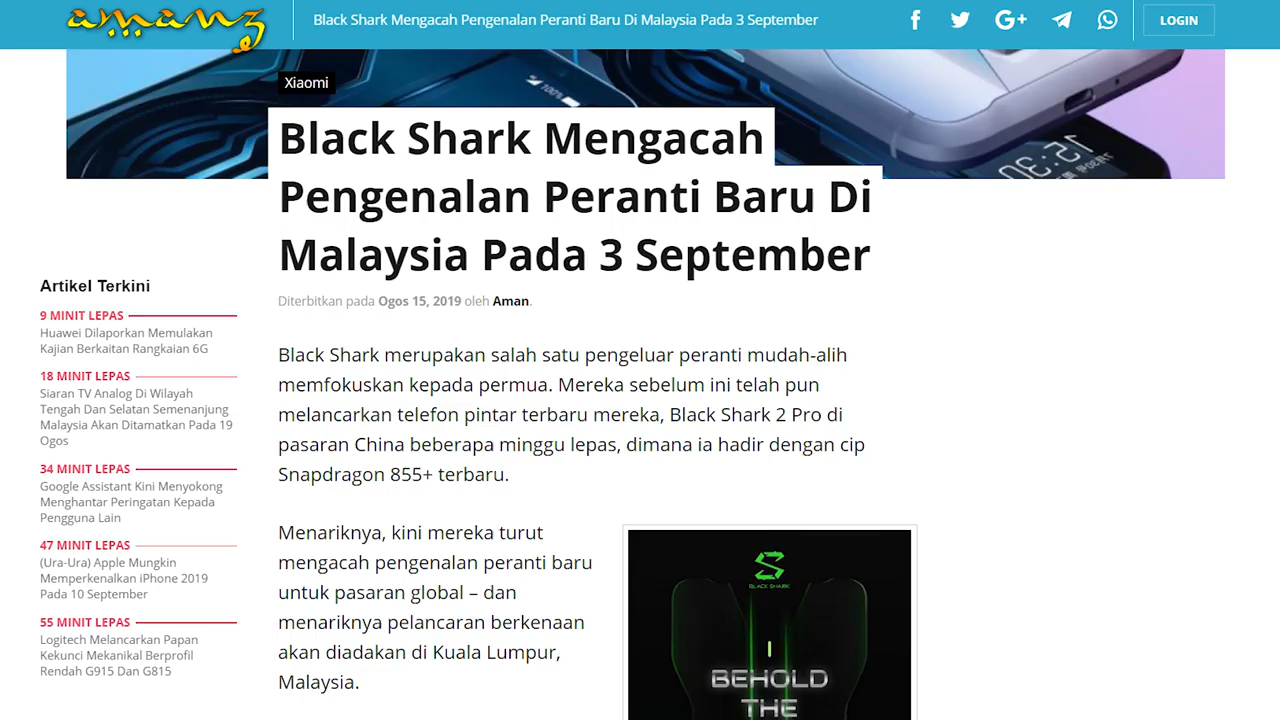 amanz
Black Shark Mengacah Pengenalan Peranti Baru Di Malaysia Pada 3 September
LOGIN
Xiaomi
Black Shark Mengacah
Pengenalan Peranti Baru Di
Malaysia Pada 3 September
Diterbitkan pada Ogos 15, 2019 oleh Aman.
Artikel Terkini
9 MINIT LEPAS
Huawei Dilaporkan Memulakan
Kajian Berkaitan Rangkaian 6G
18 MINIT LEPAS
Siaran TV Analog Di Wilayah
Tengah Dan Selatan Semenanjung
Malaysia Akan Ditamatkan Pada 19
Ogos
34 MINIT LEPAS
Google Assistant Kini Menyokong
Menghantar Peringatan Kepada
Pengguna Lain
47 MINIT LEPAS
(Ura-Ura) Apple Mungkin
Memperkenalkan iPhone 2019
Pada 10 September
55 MINIT LEPAS
Logitech Melancarkan Papan
Kekunci Mekanikal Berprofil
Rendah G915 Dan G815
Black Shark merupakan salah satu pengeluar peranti mudah-alih
memfokuskan kepada permua. Mereka sebelum ini telah pun
melancarkan telefon pintar terbaru mereka, Black Shark 2 Pro di
pasaran China beberapa minggu lepas, dimana ia hadir dengan cip
Snapdragon 855+ terbaru.
Menariknya, kini mereka turut
mengacah pengenalan peranti baru
untuk pasaran global – dan
menariknya pelancaran berkenaan
akan diadakan di Kuala Lumpur,
Malaysia.
BLACK SHARK
BEHOLD
THE